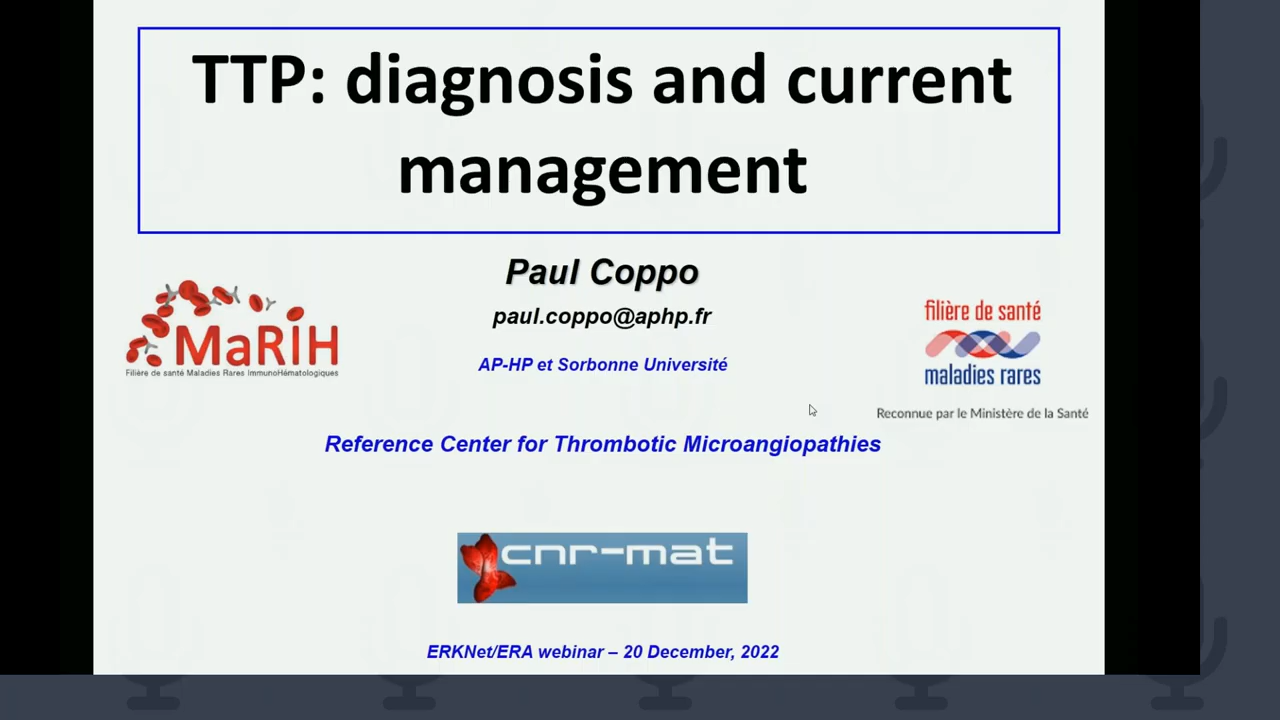 TTP: diagnosis and current
management
Paul Coppo
paul.coppo@aphp.fr
AP-HP et Sorbonne Université
MaRIH
Filière de santé Maladies Rares ImmunoHématologiques
filière de santé
maladies rares
Reconnue par le Ministère de la Santé
Reference Center for Thrombotic Microangiopathies
cnr-mat
ERKNet/ERA webinar – 20 December, 2022